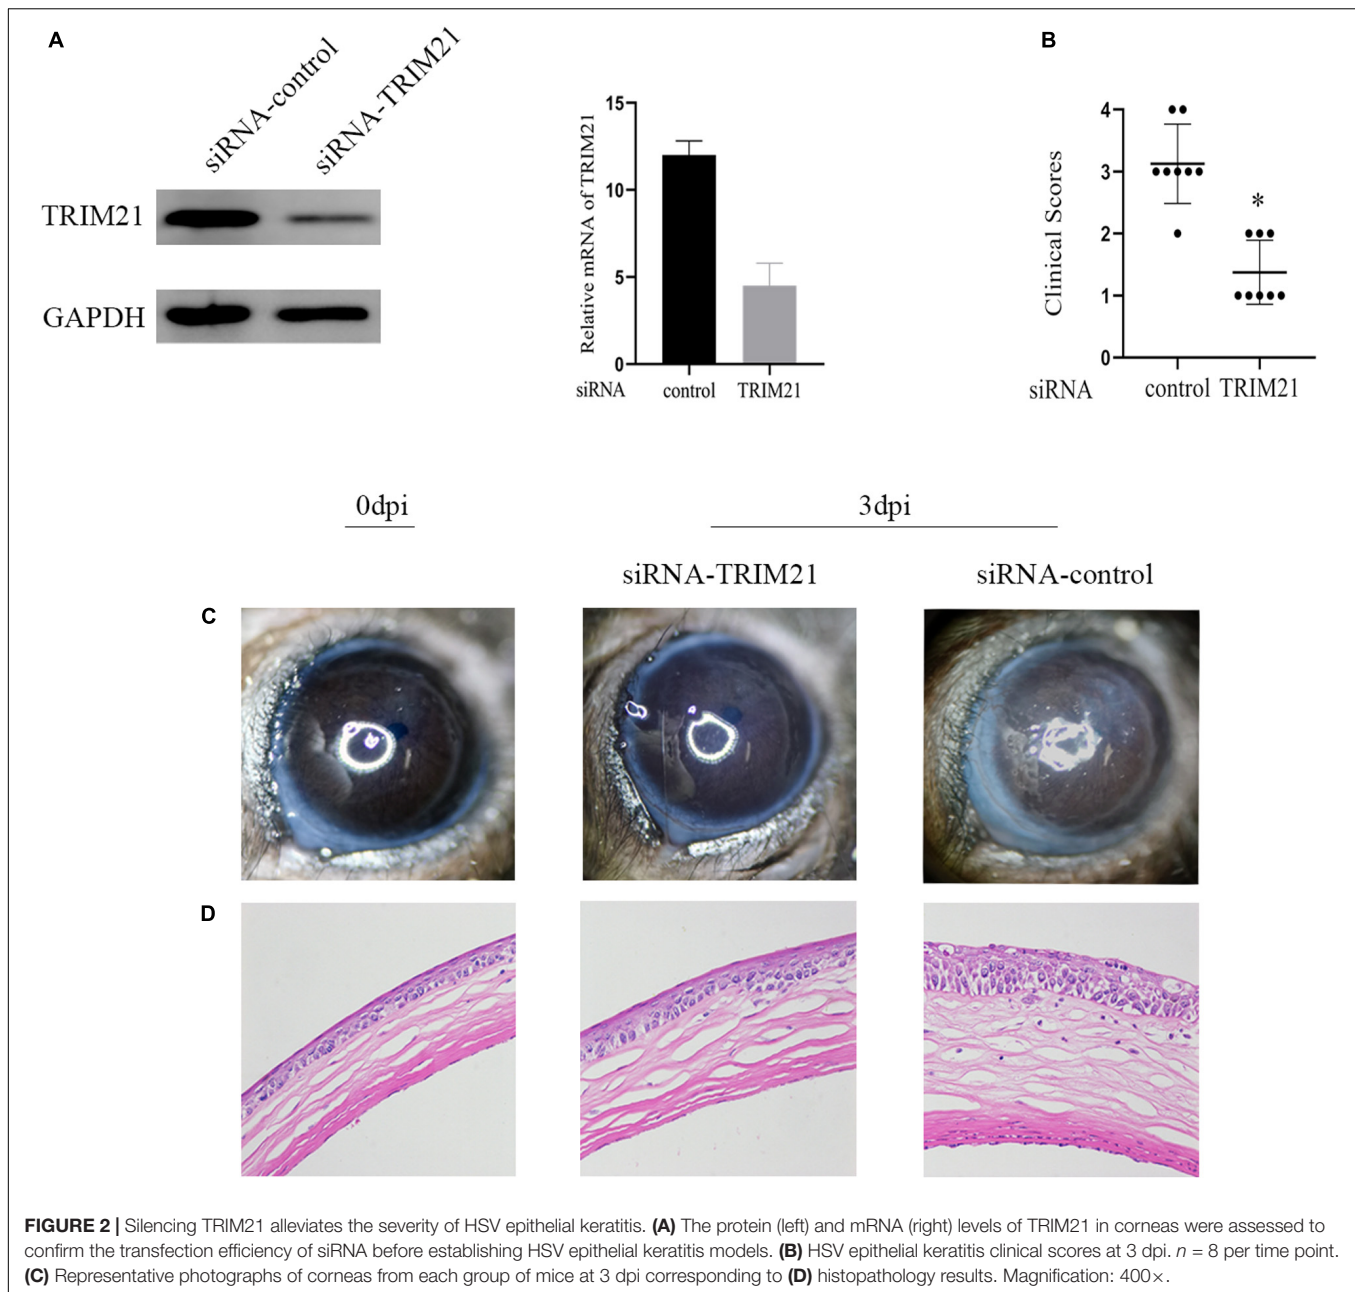 A
siRNA-control
siRNA-TRIM21
TRIM21
GAPDH
Relative mRNA of TRIM21
15
10
5
0
siRNA control TRIM21
B
Clinical Scores
4
3
2
1
0
*
siRNA control TRIM21
0dpi 3dpi
siRNA-TRIM21 siRNA-control
C
D
FIGURE 2 | Silencing TRIM21 alleviates the severity of HSV epithelial keratitis. (A) The protein (left) and mRNA (right) levels of TRIM21 in corneas were assessed to
confirm the transfection efficiency of siRNA before establishing HSV epithelial keratitis models. (B) HSV epithelial keratitis clinical scores at 3 dpi. n = 8 per time point.
(C) Representative photographs of corneas from each group of mice at 3 dpi corresponding to (D) histopathology results. Magnification: 400×.